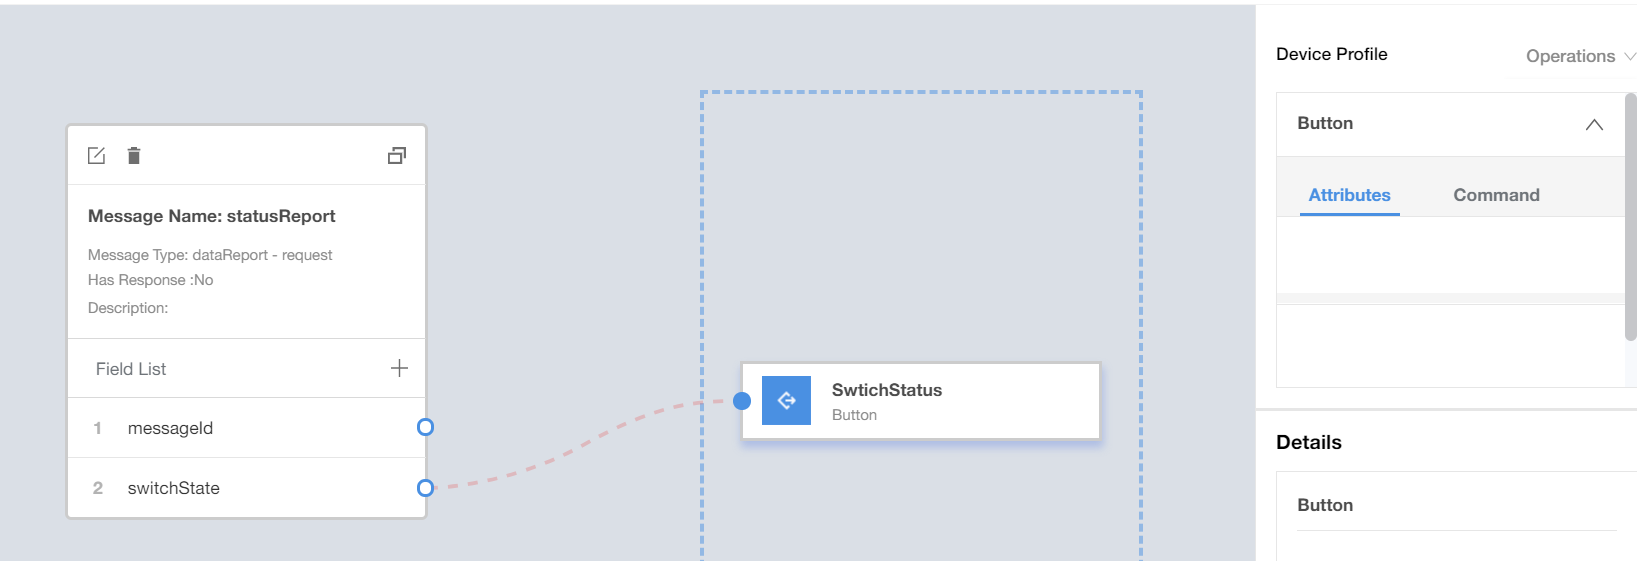 Message Name: statusReport
Message Type: dataReport - request
Has Response :No
Description:
Field List
1 messageId
2 switchState
SwtichStatus
Button
Device Profile
Operations
Button
Attributes Command
Details
Button